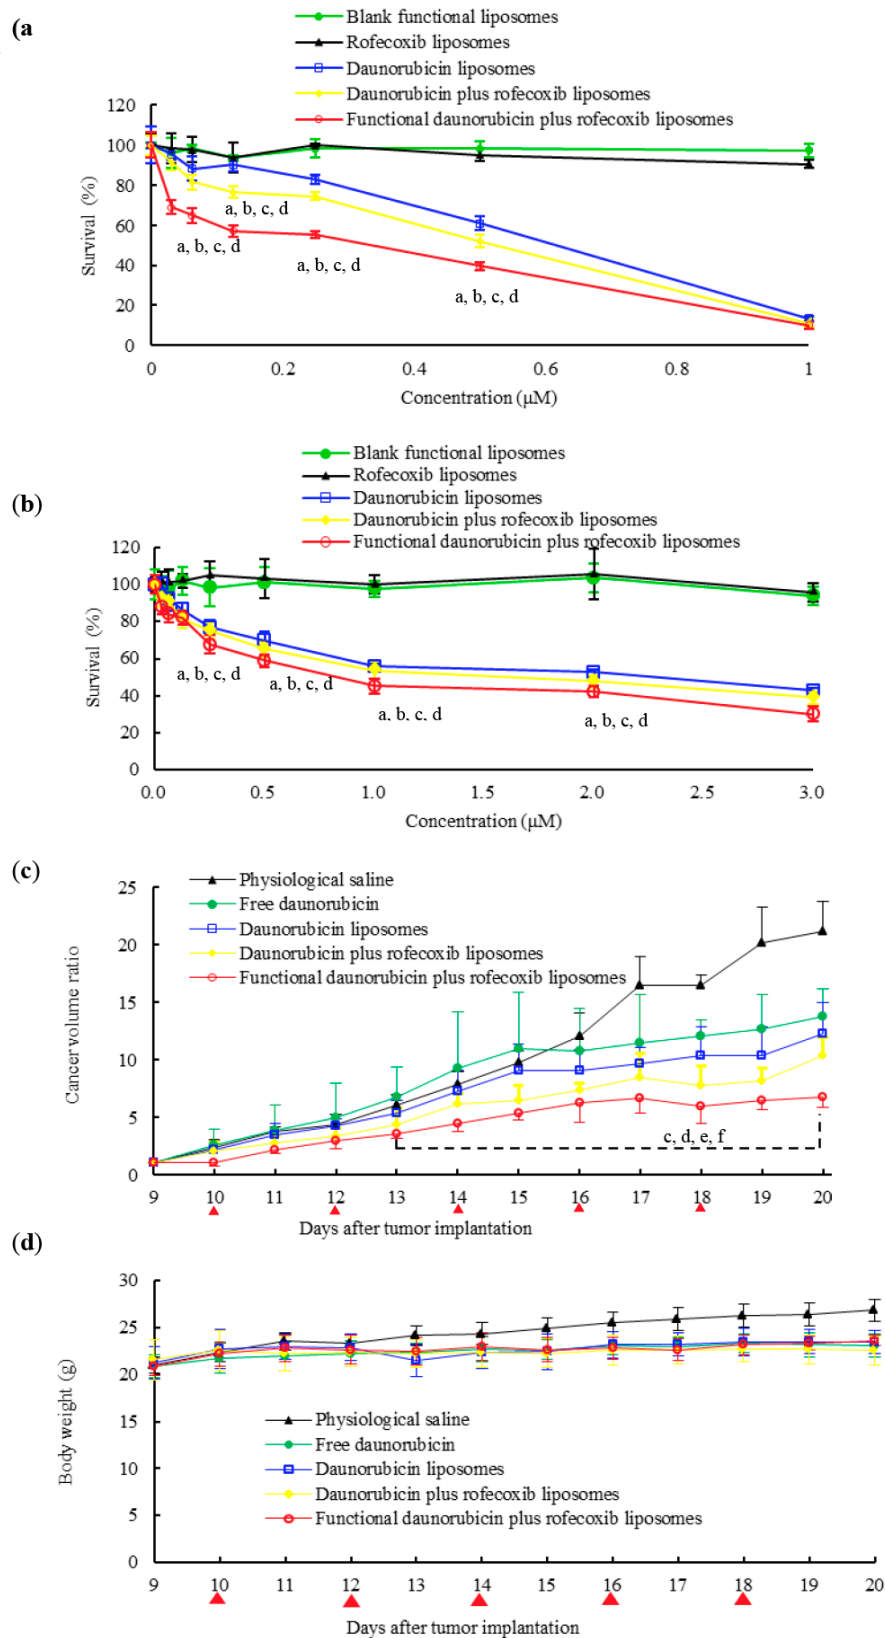 (a
Blank functional liposomes
Rofecoxib liposomes
Daunorubicin liposomes
Daunorubicin plus rofecoxib liposomes
Functional daunorubicin plus rofecoxib liposomes
120
100
80
60
40
20
0
Survival (%)
a, b, c, d
a, b, c, d
a, b, c, d
a, b, c, d
0 0.2 0.4 0.6 0.8 1
Concentration (μM)
(b)
Blank functional liposomes
Rofecoxib liposomes
Daunorubicin liposomes
Daunorubicin plus rofecoxib liposomes
Functional daunorubicin plus rofecoxib liposomes
120
100
80
60
40
20
0
Survival (%)
a, b, c, d
a, b, c, d
a, b, c, d
a, b, c, d
0.0 0.5 1.0 1.5 2.0 2.5 3.0
Concentration (μM)
(c)
Physiological saline
Free daunorubicin
Daunorubicin liposomes
Daunorubicin plus rofecoxib liposomes
Functional daunorubicin plus rofecoxib liposomes
25
20
15
10
5
0
Cancer volume ratio
c, d, e, f
9 10 11 12 13 14 15 16 17 18 19 20
Days after tumor implantation
(d)
30
25
20
15
10
5
0
Body weight (g)
Physiological saline
Free daunorubicin
Daunorubicin liposomes
Daunorubicin plus rofecoxib liposomes
Functional daunorubicin plus rofecoxib liposomes
9 10 11 12 13 14 15 16 17 18 19 20
Days after tumor implantation